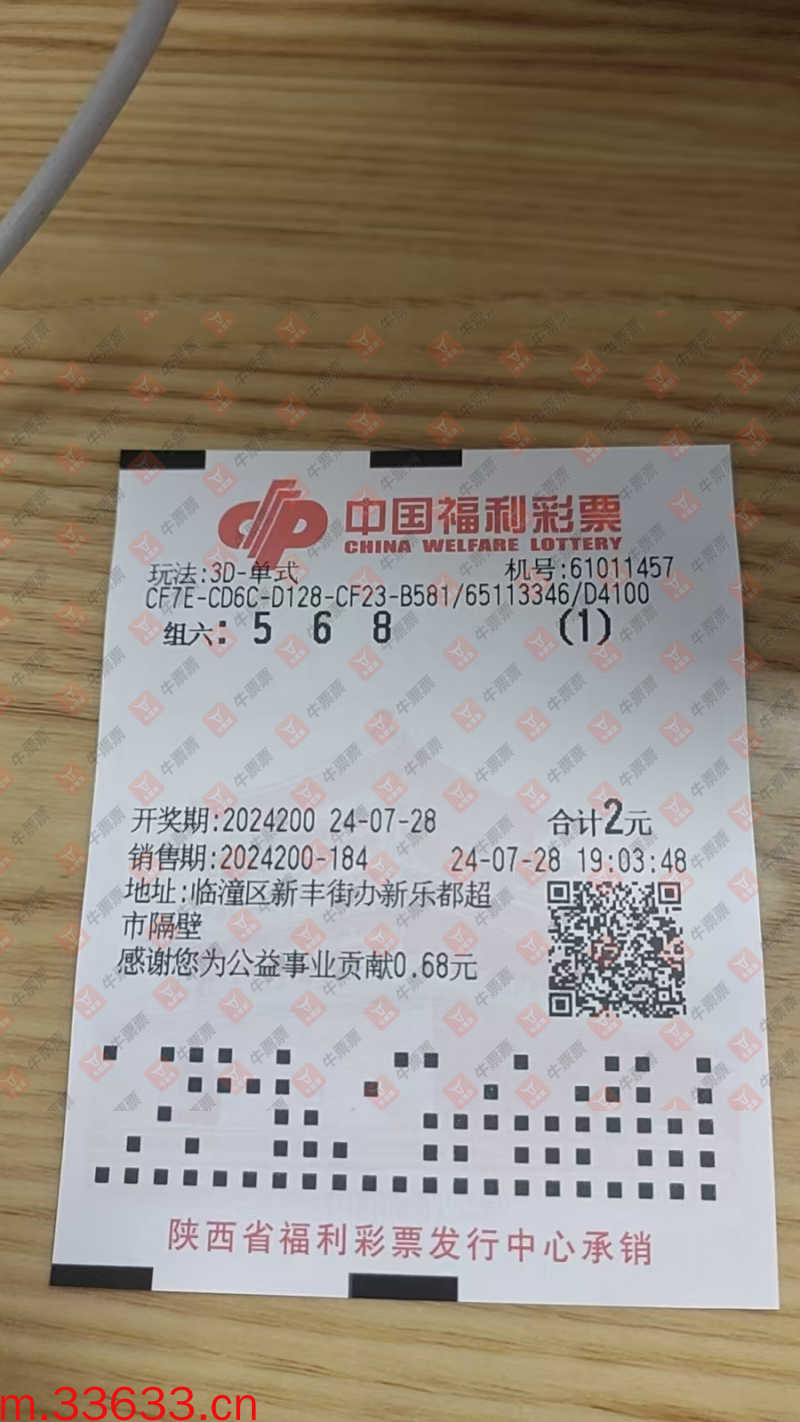 中国福利彩票
CHINA WELFARE LOTTERY
玩法:3D-单式 机号:61011457
CF7E-CD6C-D128-CF23-B581/65113346/D4100
组六: 5 6 8 (1)
开奖期:2024200 24-07-28 合计2元
销售期:2024200-184 24-07-28 19:03:48
地址:临潼区新丰街办新乐都超
市隔壁
感谢您为公益事业贡献0.68元
陕西省福利彩票发行中心承销
牛票票
m.33633.cn